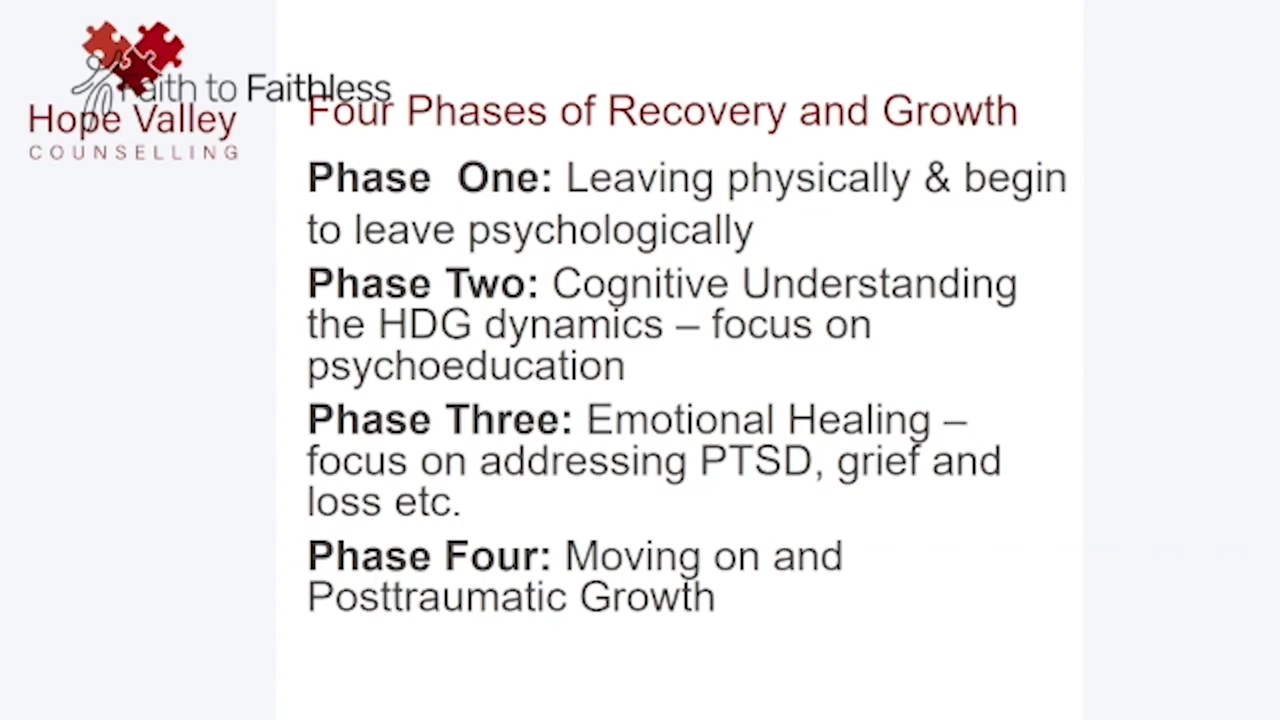 Faith to Faithless
Hope Valley
COUNSELLING
Four Phases of Recovery and Growth
Phase One: Leaving physically & begin
to leave psychologically
Phase Two: Cognitive Understanding
the HDG dynamics – focus on
psychoeducation
Phase Three: Emotional Healing –
focus on addressing PTSD, grief and
loss etc.
Phase Four: Moving on and
Posttraumatic Growth